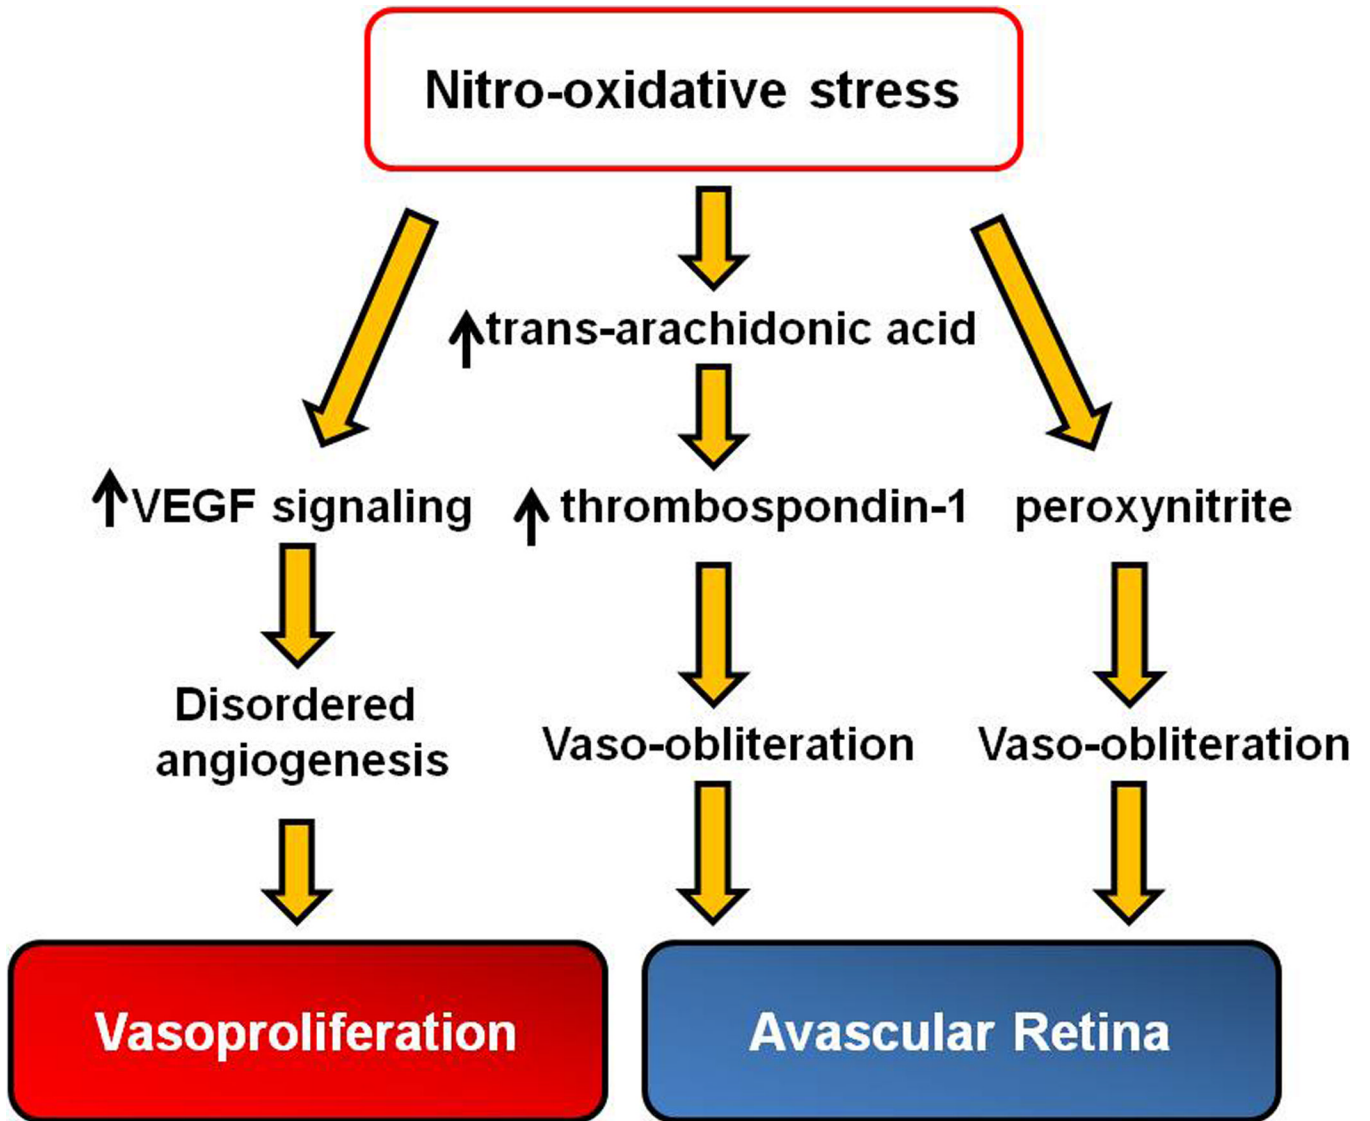 Nitro-oxidative stress
↑trans-arachidonic acid
↑VEGF signaling
↑ thrombospondin-1
peroxynitrite
Disordered
angiogenesis
Vaso-obliteration
Vaso-obliteration
Vasoproliferation
Avascular Retina